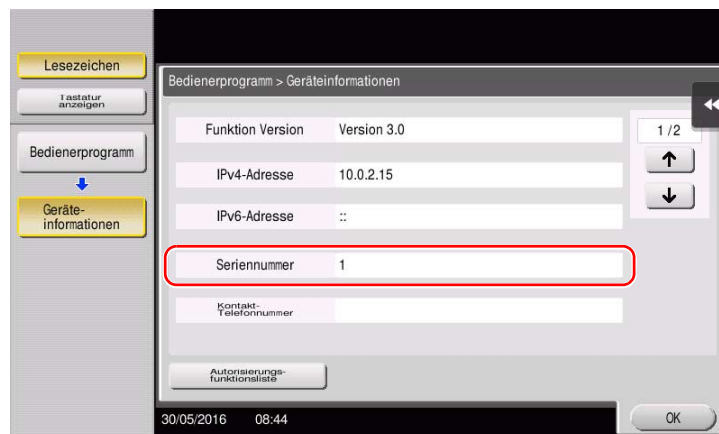 Lesezeichen
Tastatur
anzeigen
Bedienerprogramm
Geräte-
informationen
Bedienerprogramm > Geräteinformationen
Funktion Version Version 3.0
1 /2
IPv4-Adresse 10.0.2.15
IPv6-Adresse ::
Seriennummer 1
Kontakt-
Telefonnummer
Autorisierungs-
funktionsliste
30/05/2016 08:44
OK